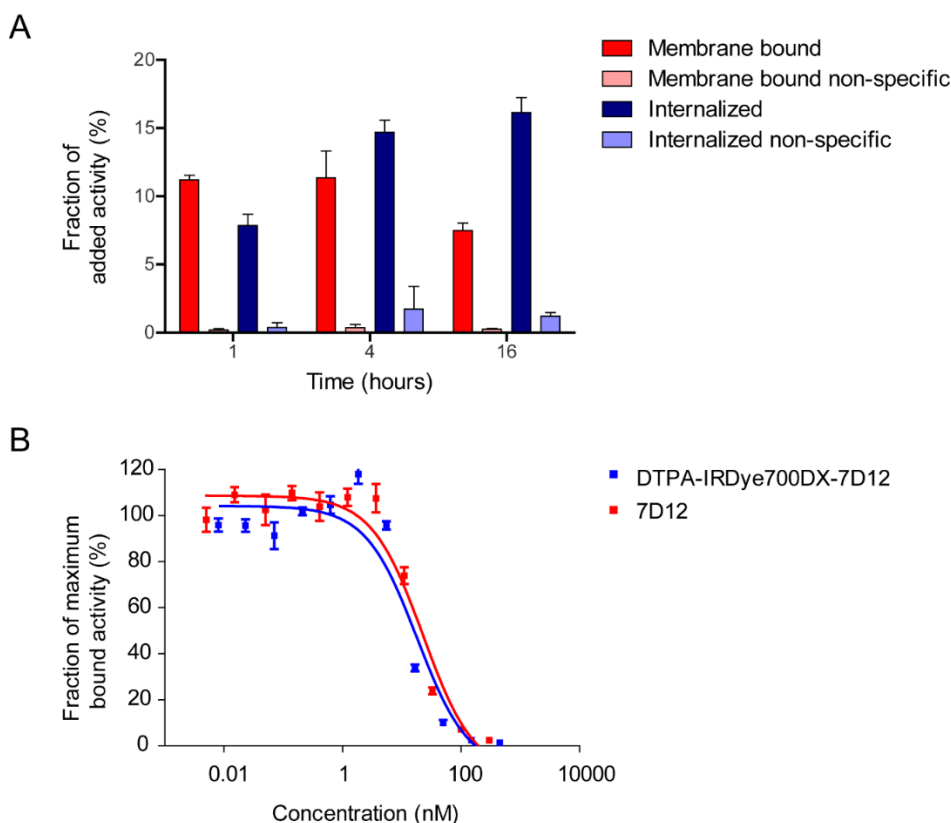 A
Fraction of
added activity (%)
20
15
10
5
0
1
4
16
Time (hours)
Membrane bound
Membrane bound non-specific
Internalized
Internalized non-specific
B
Fraction of maximum
bound activity (%)
120
100
80
60
40
20
0
0.01
1
100
10000
Concentration (nM)
DTPA-IRDye700DX-7D12
7D12